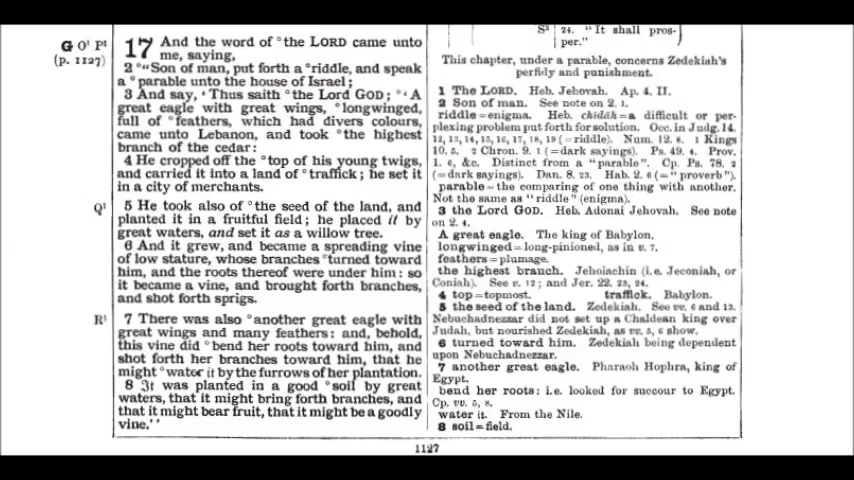 G O¹ P¹
(p. 1127)
17 And the word of °the LORD came unto
me, saying,
2 °"Son of man, put forth a °riddle, and speak
a °parable unto the house of Israel;
3 And say, 'Thus saith °the Lord GOD; °'A
great eagle with great wings, °longwinged,
full of °feathers, which had divers colours,
came unto Lebanon, and took °the highest
branch of the cedar:
4 He cropped off the °top of his young twigs,
and carried it into a land of °traffick; he set it
in a city of merchants.
Q¹
5 He took also of °the seed of the land, and
planted it in a fruitful field; he placed it by
great waters, and set it as a willow tree.
6 And it grew, and became a spreading vine
of low stature, whose branches °turned toward
him, and the roots thereof were under him: so
it became a vine, and brought forth branches,
and shot forth sprigs.
R¹
7 There was also °another great eagle with
great wings and many feathers: and, behold,
this vine did °bend her roots toward him, and
shot forth her branches toward him, that he
might °water it by the furrows of her plantation.
8 It was planted in a good °soil by great
waters, that it might bring forth branches, and
that it might bear fruit, that it might be a goodly
vine.''
S³ 24. "It shall pros-
per."
This chapter, under a parable, concerns Zedekiah's
perfidy and punishment.
1 The LORD. Heb. Jehovah. Ap. 4. II.
2 Son of man. See note on 2. 1.
riddle=enigma. Heb. chidāh=a difficult or per-
plexing problem put forth for solution. Occ. in Judg. 14.
12, 13, 14, 15, 16, 17, 18, 19 (=riddle). Num. 12. 8. 1 Kings
10. 5. 2 Chron. 9. 1 (=dark sayings). Ps. 49. 4. Prov.
1. 6, &c. Distinct from a "parable". Cp. Ps. 78. 2
(=dark sayings). Dan. 8. 23. Hab. 2. 6 (="proverb").
parable=the comparing of one thing with another.
Not the same as "riddle" (enigma).
3 the Lord GOD. Heb. Adonai Jehovah. See note
on 2. 4.
A great eagle. The king of Babylon.
longwinged=long-pinioned, as in v. 7.
feathers=plumage.
the highest branch. Jehoiachin (i.e. Jeconiah, or
Coniah). See v. 12; and Jer. 22. 23, 24.
4 top=topmost. traffick. Babylon.
5 the seed of the land. Zedekiah. See vv. 6 and 13.
Nebuchadnezzar did not set up a Chaldean king over
Judah, but nourished Zedekiah, as vv. 5, 6 show.
6 turned toward him. Zedekiah being dependent
upon Nebuchadnezzar.
7 another great eagle. Pharaoh Hophra, king of
Egypt.
bend her roots: i.e. looked for succour to Egypt.
Cp. vv. 5, 8.
water it. From the Nile.
8 soil=field.
1127